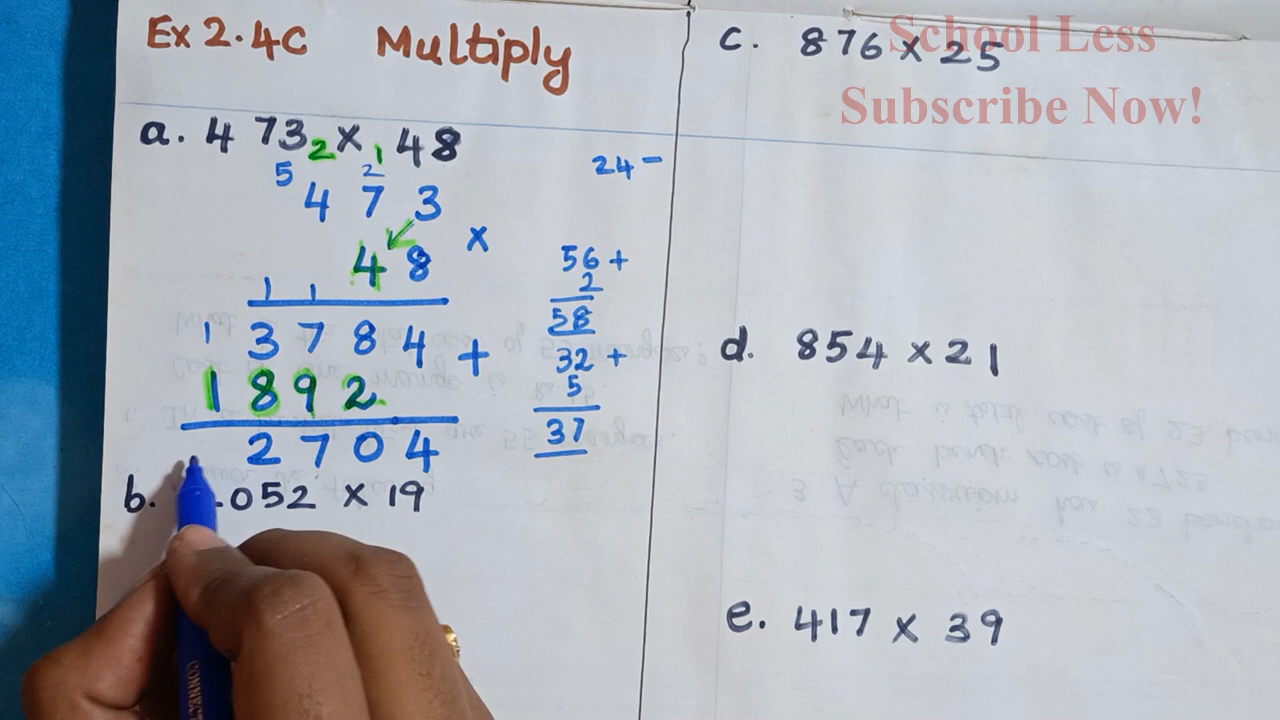 Ex 2.4C Multiply
a. 473 x 48
2 1
5 2
4 7 3
4 8 x
1 1
1 3 7 8 4 +
1 8 9 2
2 7 0 4
24 -
56 +
2
58
32 +
5
37
b. .052 x 19
c. 876 x 25
d. 854 x 21
e. 417 x 39
School Less
Subscribe Now!
CONNECT